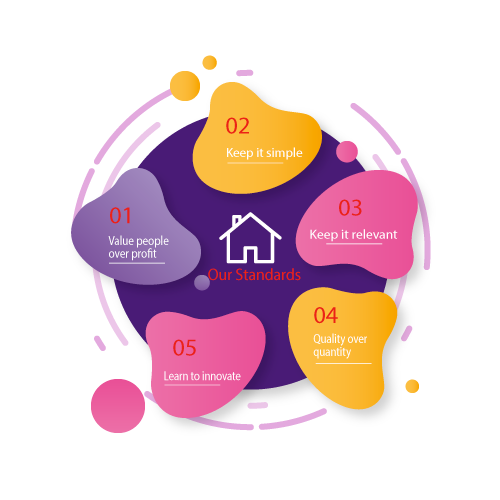 02
Keep it simple
01
Value people
over profit
03
Keep it relevant
Our Standards
04
Quality over
quantity
05
Learn to innovate